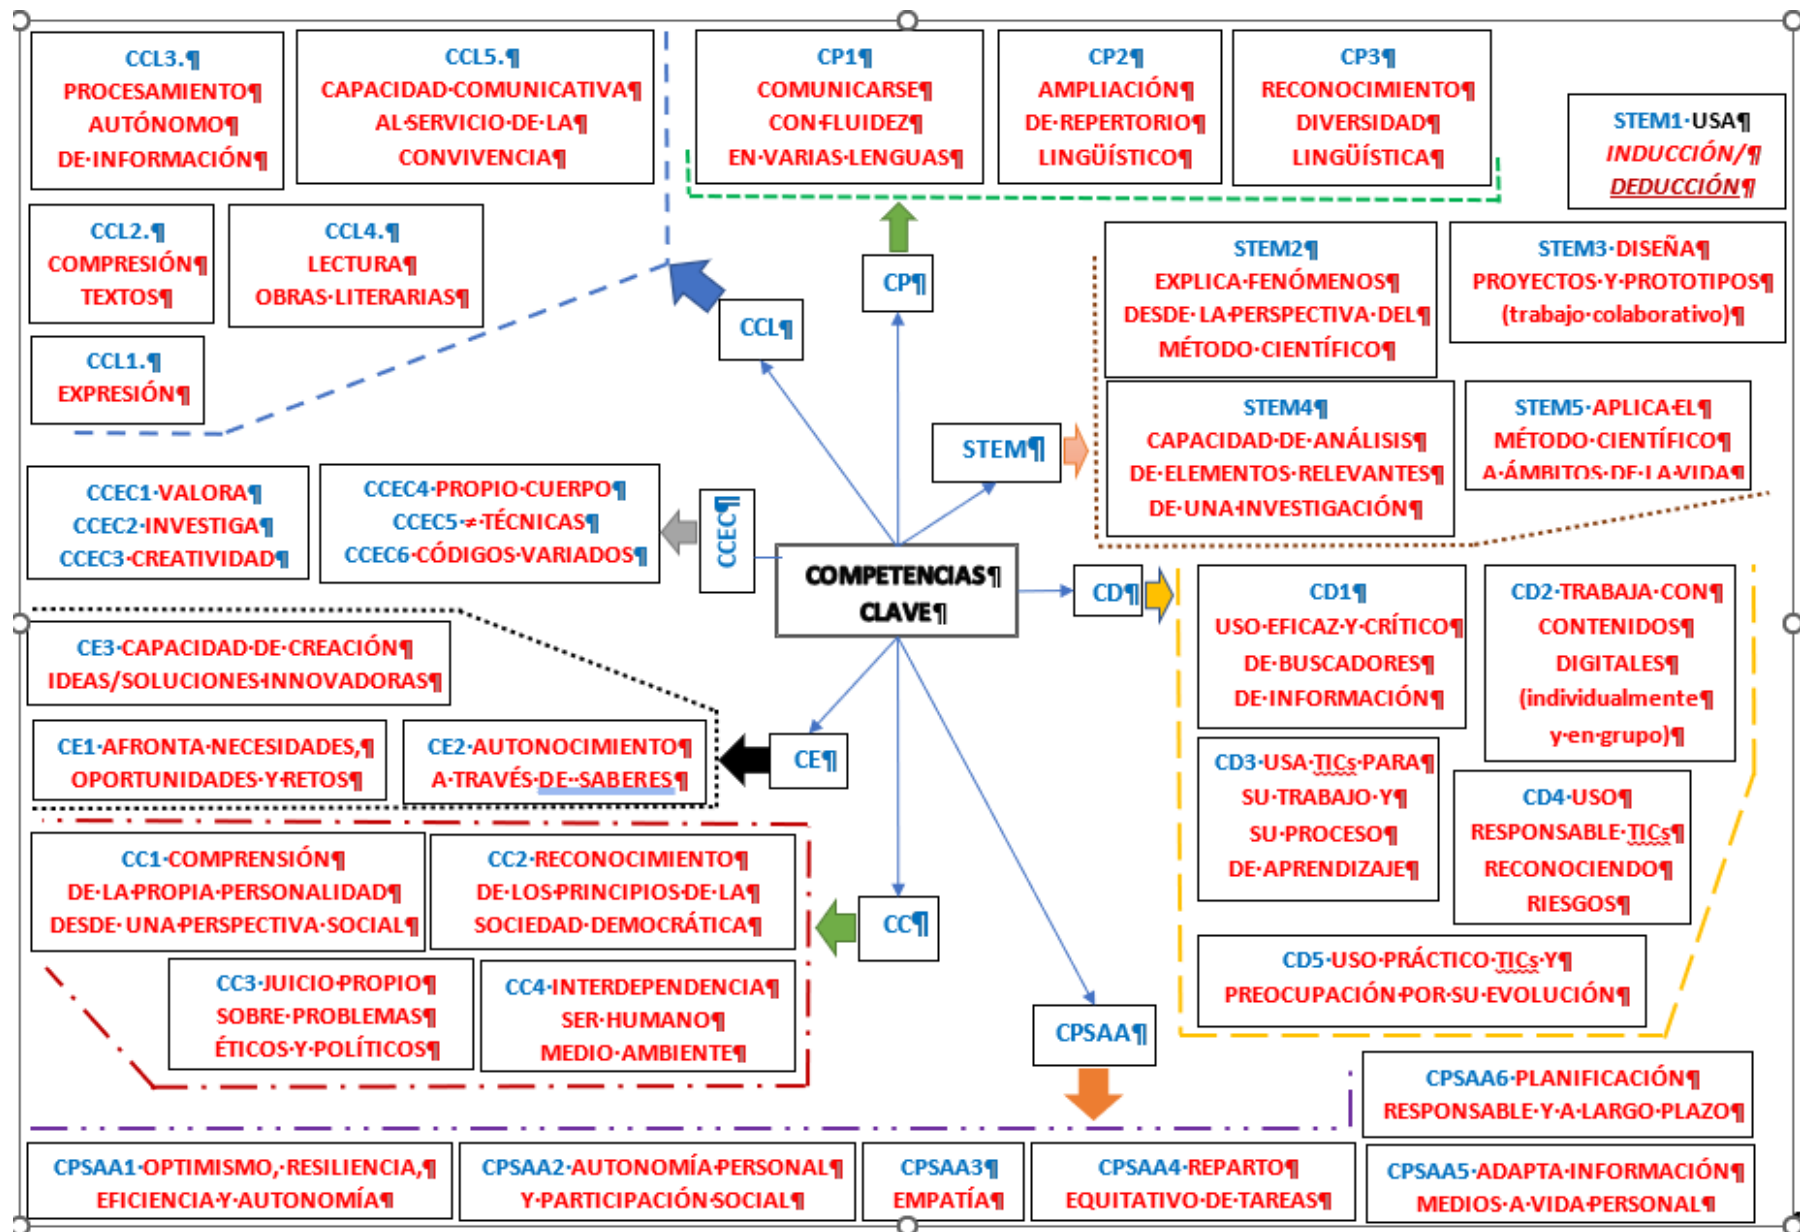 CCL3.¶
PROCESAMIENTO¶
AUTÓNOMO¶
DE·INFORMACIÓN¶
CCL5.¶
CAPACIDAD·COMUNICATIVA¶
AL·SERVICIO·DE·LA¶
CONVIVENCIA¶
CP1¶
COMUNICARSE¶
CON·FLUIDEZ¶
EN·VARIAS·LENGUAS¶
CP2¶
AMPLIACIÓN¶
DE·REPERTORIO¶
LINGÜÍSTICO¶
CP3¶
RECONOCIMIENTO¶
DIVERSIDAD¶
LINGÜÍSTICA¶
STEM1·USA¶
INDUCCIÓN/¶
DEDUCCIÓN¶
CCL2.¶
COMPRESIÓN¶
TEXTOS¶
CCL4.¶
LECTURA¶
OBRAS·LITERARIAS¶
CCL1.¶
EXPRESIÓN¶
CCL¶
CP¶
STEM2¶
EXPLICA·FENÓMENOS¶
DESDE·LA·PERSPECTIVA·DEL¶
MÉTODO·CIENTÍFICO¶
STEM3·DISEÑA¶
PROYECTOS·Y·PROTOTIPOS¶
(trabajo·colaborativo)¶
STEM¶
STEM4¶
CAPACIDAD·DE·ANÁLISIS¶
DE·ELEMENTOS·RELEVANTES¶
DE·UNA·INVESTIGACIÓN¶
STEM5·APLICA·EL¶
MÉTODO·CIENTÍFICO¶
A·ÁMBITOS·DE·LA·VIDA¶
CCEC1·VALORA¶
CCEC2·INVESTIGA¶
CCEC3·CREATIVIDAD¶
CCEC4·PROPIO·CUERPO¶
CCEC5·≠·TÉCNICAS¶
CCEC6·CÓDIGOS·VARIADOS¶
CCEC¶
COMPETENCIAS¶
CLAVE¶
CD¶
CD1¶
USO·EFICAZ·Y·CRÍTICO¶
DE·BUSCADORES¶
DE·INFORMACIÓN¶
CD2·TRABAJA·CON¶
CONTENIDOS¶
DIGITALES¶
(individualmente¶
y·en·grupo)¶
CD3·USA·TICs·PARA¶
SU·TRABAJO·Y¶
SU·PROCESO¶
DE·APRENDIZAJE¶
CD4·USO¶
RESPONSABLE·TICs¶
RECONOCIENDO¶
RIESGOS¶
CD5·USO·PRÁCTICO·TICs·Y¶
PREOCUPACIÓN·POR·SU·EVOLUCIÓN¶
CE3·CAPACIDAD·DE·CREACIÓN¶
IDEAS/SOLUCIONES·INNOVADORAS¶
CE1·AFRONTA·NECESIDADES,¶
OPORTUNIDADES·Y·RETOS¶
CE2·AUTONOCIMIENTO¶
A·TRAVÉS·DE··SABERES¶
CE¶
CC1·COMPRENSIÓN¶
DE·LA·PROPIA·PERSONALIDAD¶
DESDE·UNA·PERSPECTIVA·SOCIAL¶
CC2·RECONOCIMIENTO¶
DE·LOS·PRINCIPIOS·DE·LA¶
SOCIEDAD·DEMOCRÁTICA¶
CC¶
CC3·JUICIO·PROPIO¶
SOBRE·PROBLEMAS¶
ÉTICOS·Y·POLÍTICOS¶
CC4·INTERDEPENDENCIA¶
SER·HUMANO¶
MEDIO·AMBIENTE¶
CPSAA¶
CPSAA6·PLANIFICACIÓN¶
RESPONSABLE·Y·A·LARGO·PLAZO¶
CPSAA1·OPTIMISMO,·RESILIENCIA,¶
EFICIENCIA·Y·AUTONOMÍA¶
CPSAA2·AUTONOMÍA·PERSONAL¶
Y·PARTICIPACIÓN·SOCIAL¶
CPSAA3¶
EMPATÍA¶
CPSAA4·REPARTO¶
EQUITATIVO·DE·TAREAS¶
CPSAA5·ADAPTA·INFORMACIÓN¶
MEDIOS·A·VIDA·PERSONAL¶